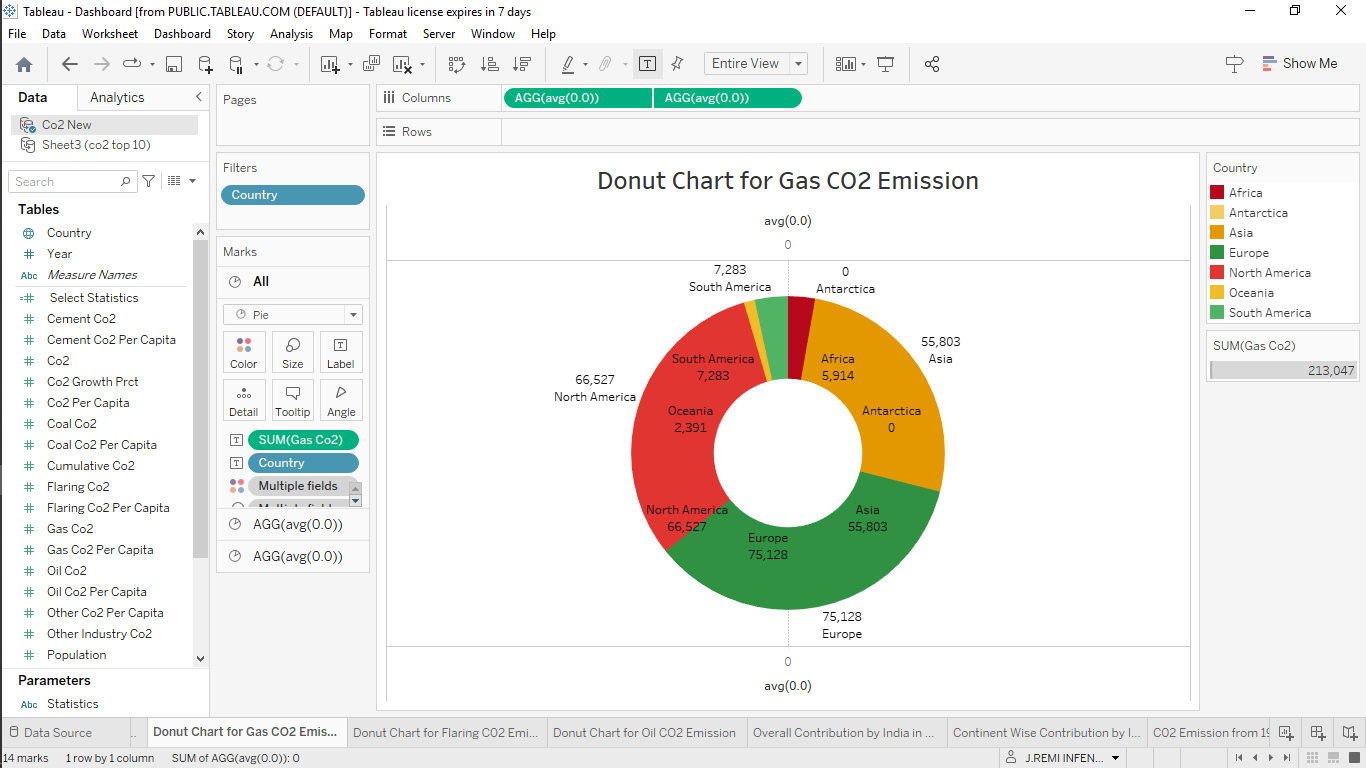 Tableau - Dashboard [from PUBLIC.TABLEAU.COM (DEFAULT)] - Tableau license expires in 7 days
File Data Worksheet Dashboard Story Analysis Map Format Server Window Help
Entire View
Show Me
Data Analytics
Co2 New
Sheet3 (co2 top 10)
Search
Tables
Country
Year
Abc Measure Names
Select Statistics
Cement Co2
Cement Co2 Per Capita
Co2
Co2 Growth Prct
Co2 Per Capita
Coal Co2
Coal Co2 Per Capita
Cumulative Co2
Flaring Co2
Flaring Co2 Per Capita
Gas Co2
Gas Co2 Per Capita
Oil Co2
Oil Co2 Per Capita
Other Co2 Per Capita
Other Industry Co2
Population
Parameters
Abc Statistics
Pages
Filters
Country
Marks
All
Pie
Color Size Label
Detail Tooltip Angle
SUM(Gas Co2)
Country
Multiple fields
AGG(avg(0.0))
AGG(avg(0.0))
Columns AGG(avg(0.0)) AGG(avg(0.0))
Rows
Donut Chart for Gas CO2 Emission
avg(0.0)
0
7,283
South America
0
Antarctica
55,803
Asia
66,527
North America
South America
7,283
Africa
5,914
Oceania
2,391
Antarctica
0
North America
66,527
Asia
55,803
Europe
75,128
75,128
Europe
0
avg(0.0)
Country
Africa
Antarctica
Asia
Europe
North America
Oceania
South America
SUM(Gas Co2)
213,047
Data Source .. Donut Chart for Gas CO2 Emis... Donut Chart for Flaring CO2 Emi... Donut Chart for Oil CO2 Emission Overall Contribution by India in ... Continent Wise Contribution by I... CO2 Emission from 19
14 marks 1 row by 1 column SUM of AGG(avg(0.0)): 0 J.REMI INFEN...